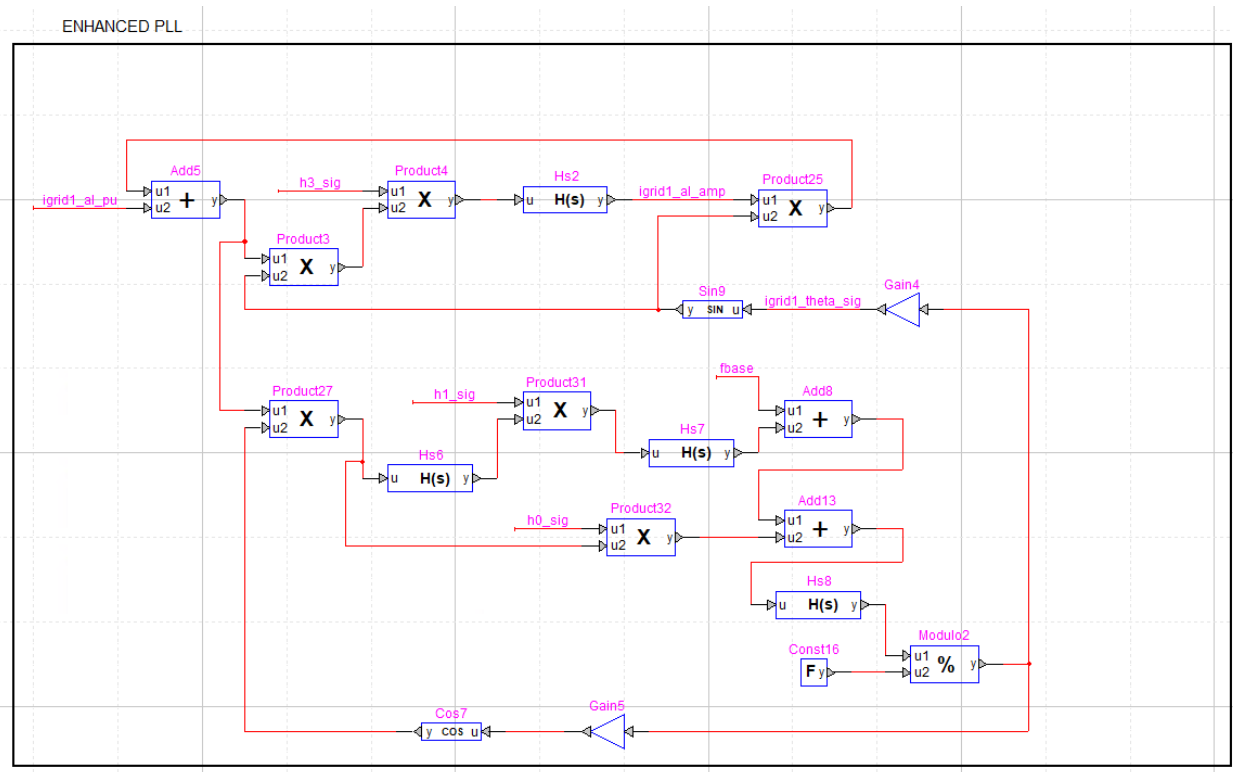 ENHANCED PLL
Add5
u1
+
u2
y
igrid1_al_pu
h3_sig
Product4
u1
X
u2
y
Hs2
u
H(s)
y
igrid1_al_amp
Product25
u1
X
u2
y
Product3
u1
X
u2
y
Sin9
y
SIN
u
igrid1_theta_sig
Gain4
Product27
u1
X
u2
y
h1_sig
Product31
u1
X
u2
y
fbase
Add8
u1
+
u2
y
Hs6
u
H(s)
y
Hs7
u
H(s)
y
h0_sig
Product32
u1
X
u2
y
Add13
u1
+
u2
y
Hs8
u
H(s)
y
Const16
F
y
Modulo2
u1
%
u2
y
Cos7
y
COS
u
Gain5